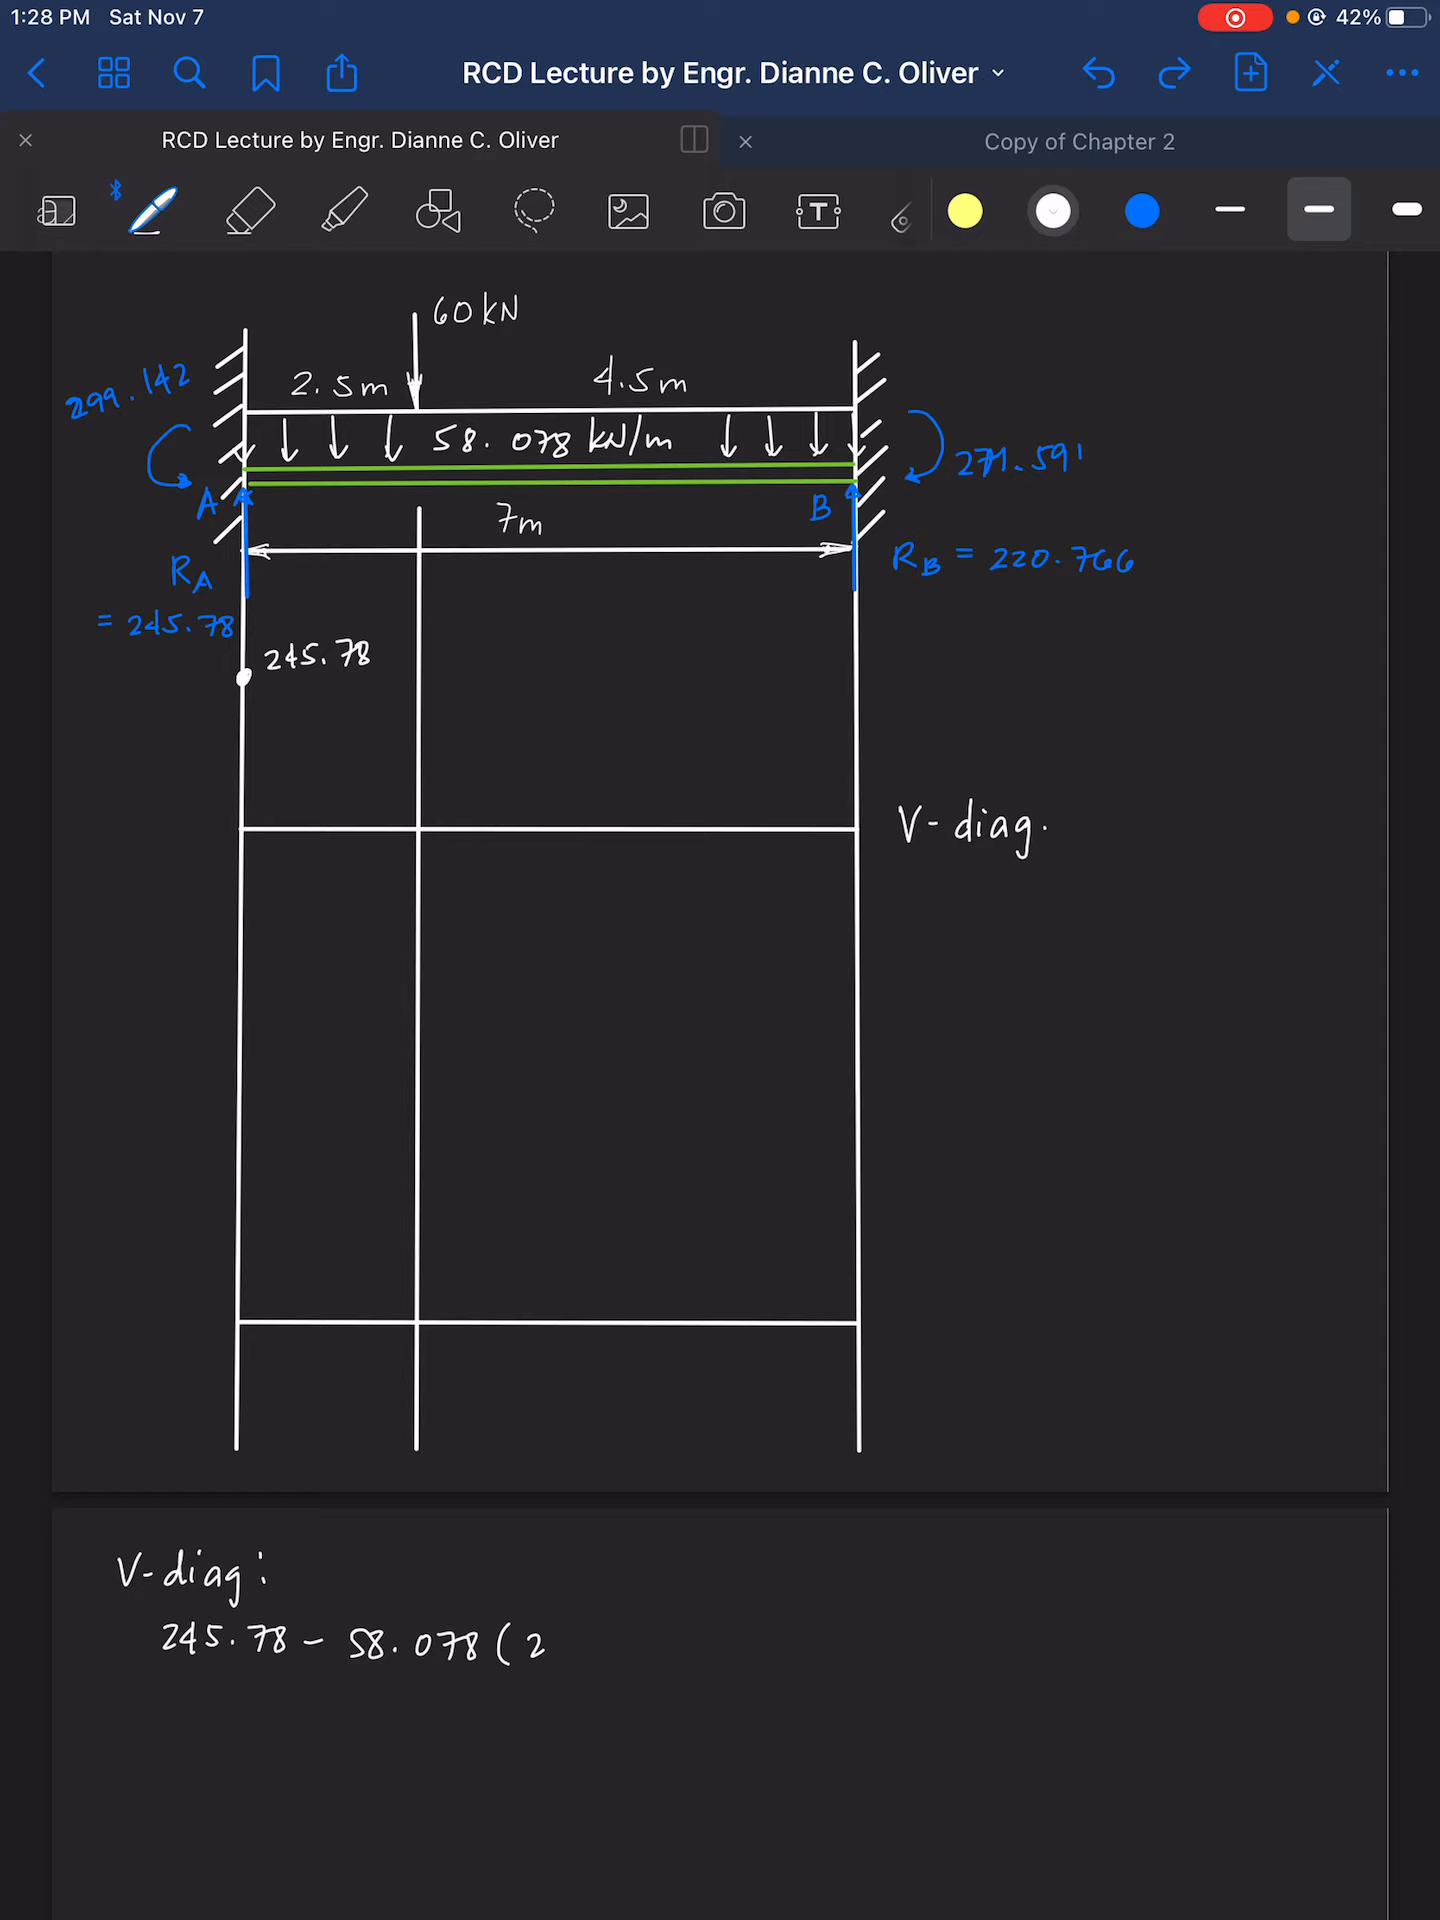 1:28 PM Sat Nov 7 42%
RCD Lecture by Engr. Dianne C. Oliver
RCD Lecture by Engr. Dianne C. Oliver
Copy of Chapter 2
T
60 kN
299.142
2.5m
4.5m
58.078 kN/m
271.591
A
B
7m
RA
= 245.78
RB = 220.766
245.78
V-diag.
V-diag:
245.78 - 58.078 (2